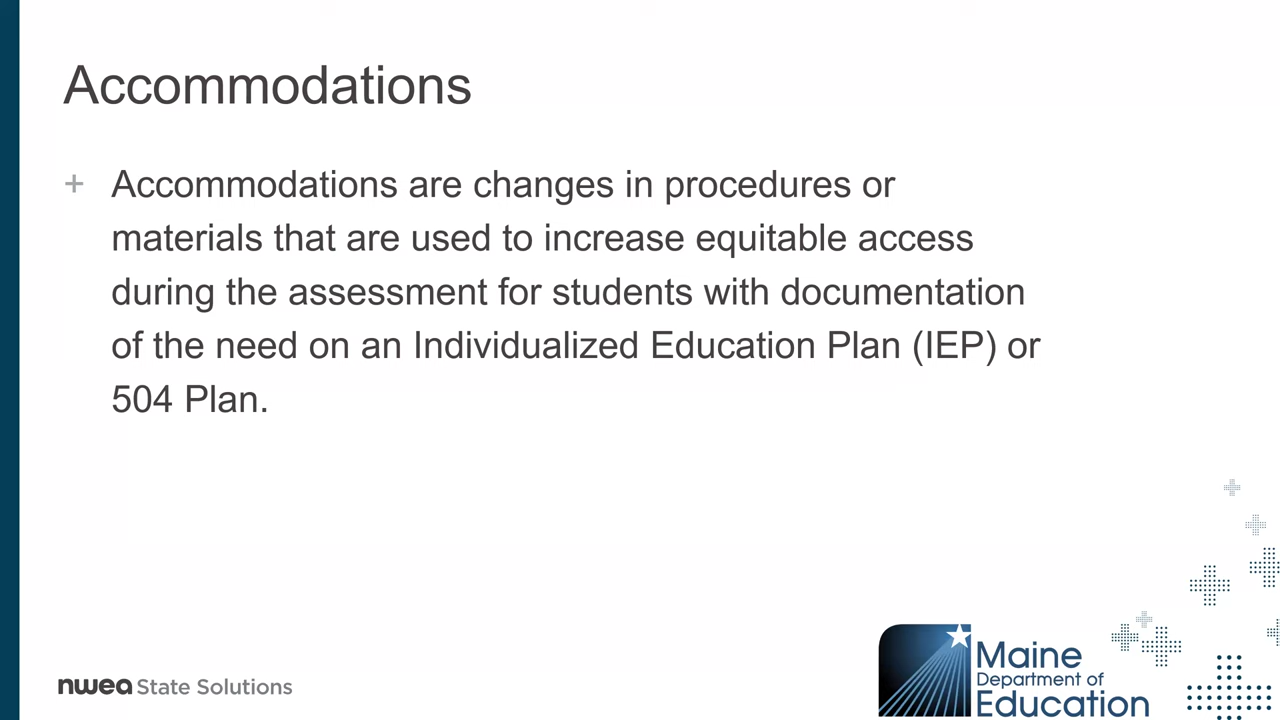 Accommodations
+ Accommodations are changes in procedures or
materials that are used to increase equitable access
during the assessment for students with documentation
of the need on an Individualized Education Plan (IEP) or
504 Plan.
nwea State Solutions
Maine
Department of
Education